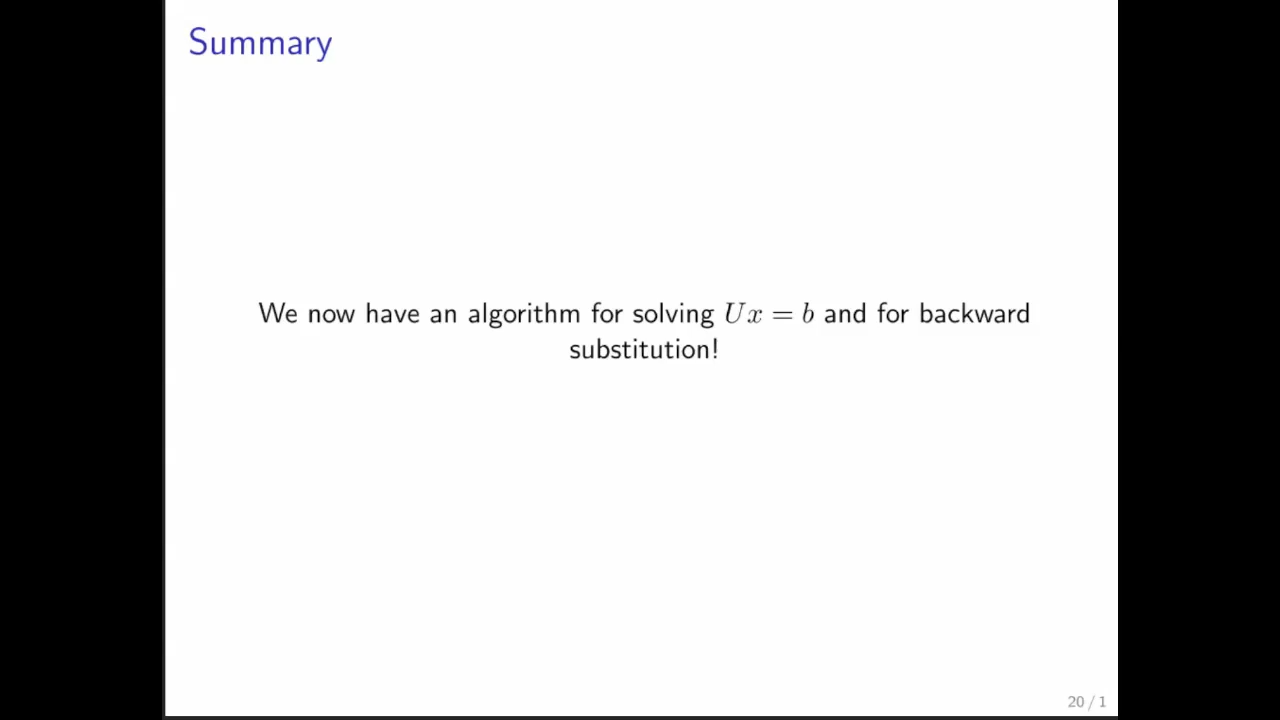 Summary
We now have an algorithm for solving Ux = b and for backward
substitution!
20 / 1